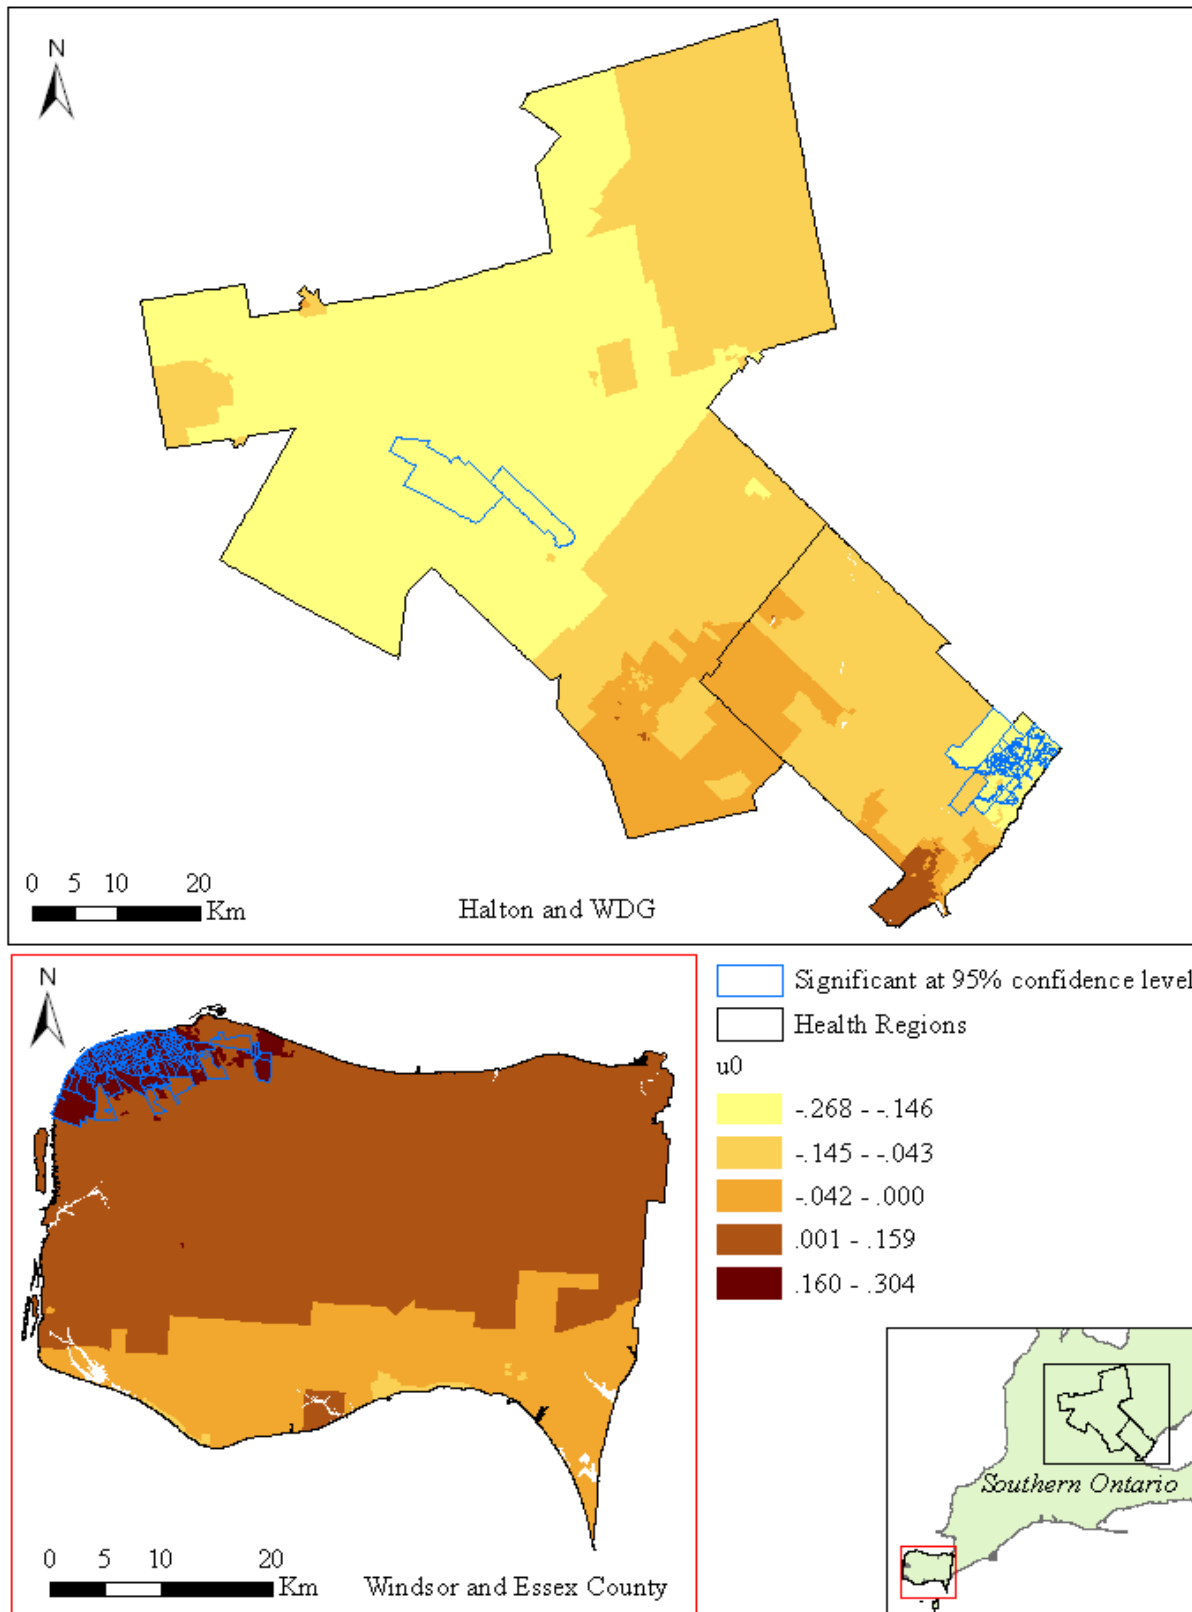 N
0 5 10 20
Km
Halton and WDG
N
0 5 10 20
Km
Windsor and Essex County
Significant at 95% confidence level
Health Regions
u0
-.268 - -.146
-.145 - -.043
-.042 - .000
.001 - .159
.160 - .304
Southern Ontario